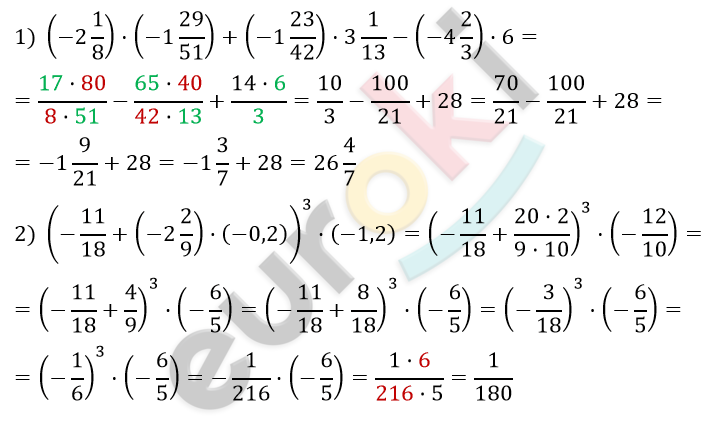 1) (−2 1/8) · (−1 29/51) + (−1 23/42) · 3 1/13 − (−4 2/3) · 6 =
= (17 · 80)/(8 · 51) − (65 · 40)/(42 · 13) + (14 · 6)/3 = 10/3 − 100/21 + 28 = 70/21 − 100/21 + 28 =
= −1 9/21 + 28 = −1 3/7 + 28 = 26 4/7
2) (−11/18 + (−2 2/9) · (−0,2))³ · (−1,2) = (−11/18 + (20 · 2)/(9 · 10))³ · (−12/10) =
= (−11/18 + 4/9)³ · (−6/5) = (−11/18 + 8/18)³ · (−6/5) = (−3/18)³ · (−6/5) =
= (−1/6)³ · (−6/5) = −1/216 · (−6/5) = (1 · 6)/(216 · 5) = 1/180
euroki